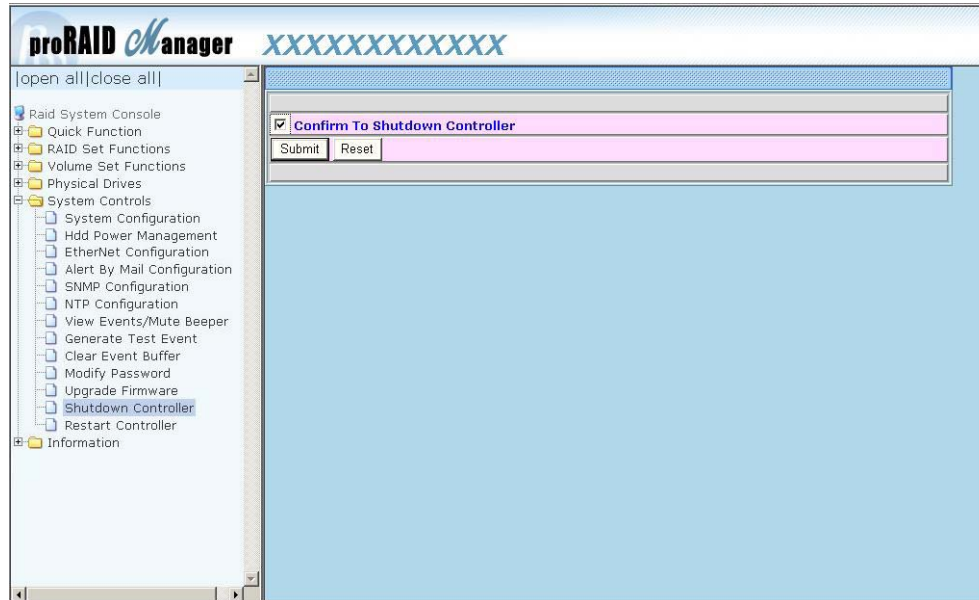 proRAID Manager XXXXXXXXXXXX
|open all|close all|
Raid System Console
Quick Function
RAID Set Functions
Volume Set Functions
Physical Drives
System Controls
System Configuration
Hdd Power Management
EtherNet Configuration
Alert By Mail Configuration
SNMP Configuration
NTP Configuration
View Events/Mute Beeper
Generate Test Event
Clear Event Buffer
Modify Password
Upgrade Firmware
Shutdown Controller
Restart Controller
Information
Confirm To Shutdown Controller
Submit Reset